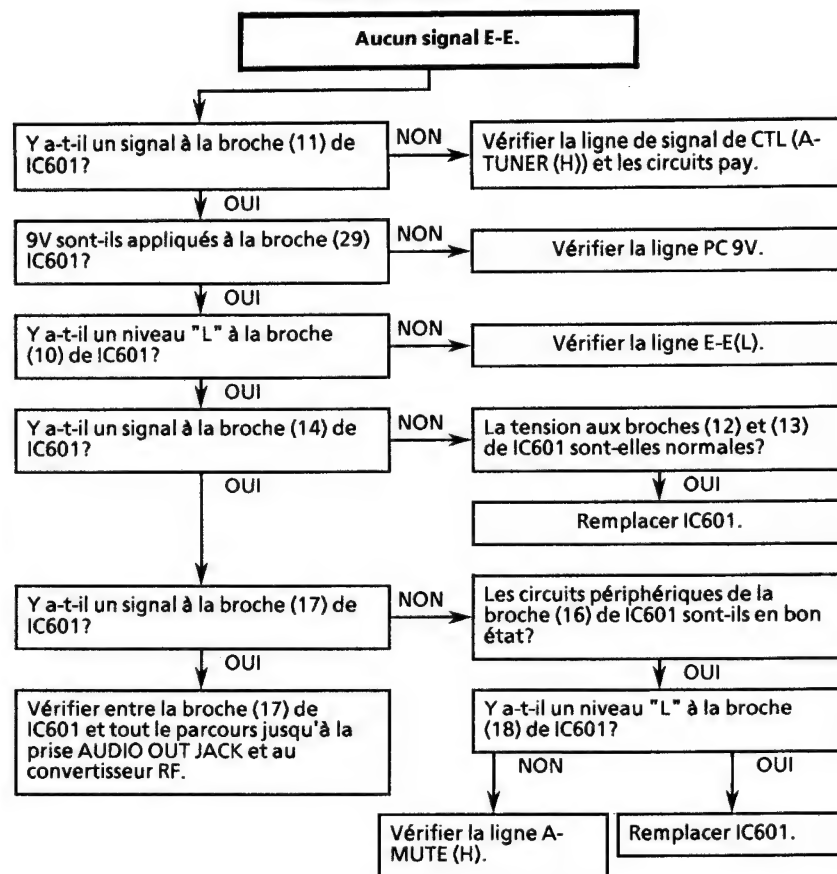 Aucun signal E-E.
Y a-t-il un signal à la broche (11) de
IC601?
NON
Vérifier la ligne de signal de CTL (A-
TUNER (H)) et les circuits pay.
OUI
9V sont-ils appliqués à la broche (29)
IC601?
NON
Vérifier la ligne PC 9V.
OUI
Y a-t-il un niveau "L" à la broche
(10) de IC601?
NON
Vérifier la ligne E-E(L).
OUI
Y a-t-il un signal à la broche (14) de
IC601?
NON
La tension aux broches (12) et (13)
de IC601 sont-elles normales?
OUI
OUI
Remplacer IC601.
Y a-t-il un signal à la broche (17) de
IC601?
NON
Les circuits périphériques de la
broche (16) de IC601 sont-ils en bon
état?
OUI
OUI
Vérifier entre la broche (17) de
IC601 et tout le parcours jusqu'à la
prise AUDIO OUT JACK et au
convertisseur RF.
Y a-t-il un niveau "L" à la broche
(18) de IC601?
NON
OUI
Vérifier la ligne A-
MUTE (H).
Remplacer IC601.